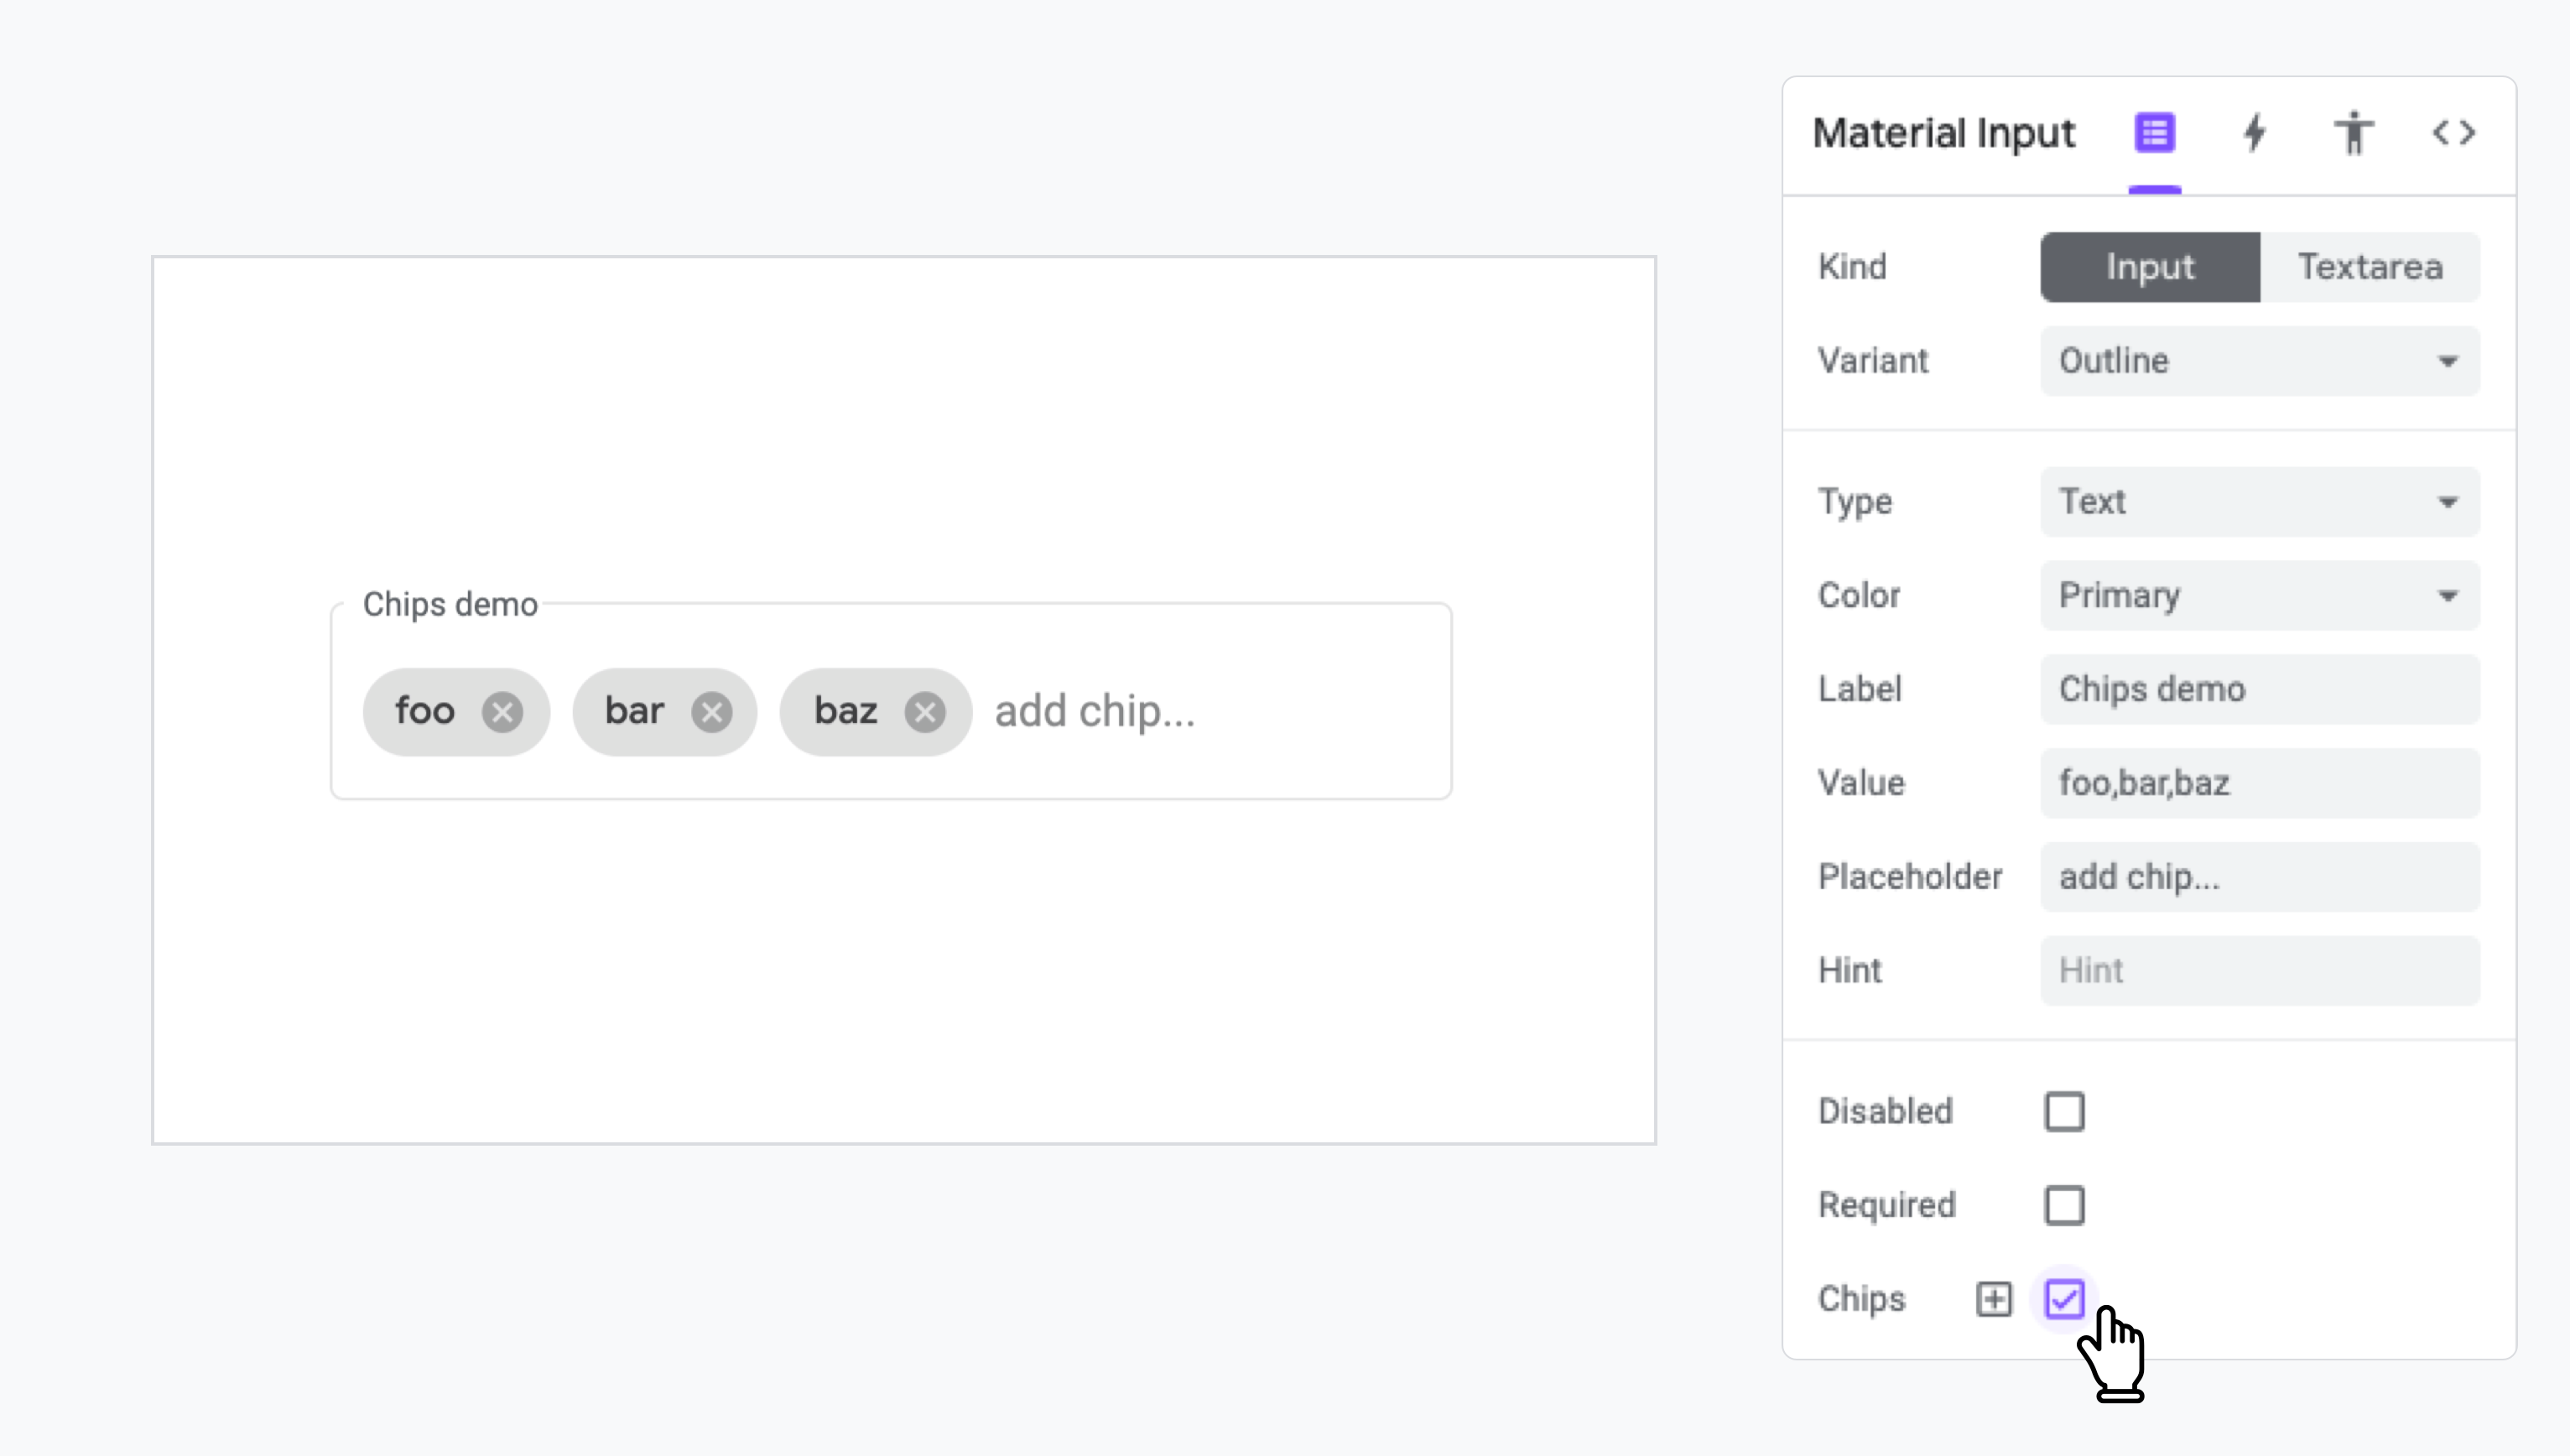 Chips demo
foo bar baz add chip...
Material Input
Kind Input Textarea
Variant Outline
Type Text
Color Primary
Label Chips demo
Value foo,bar,baz
Placeholder add chip...
Hint Hint
Disabled
Required
Chips